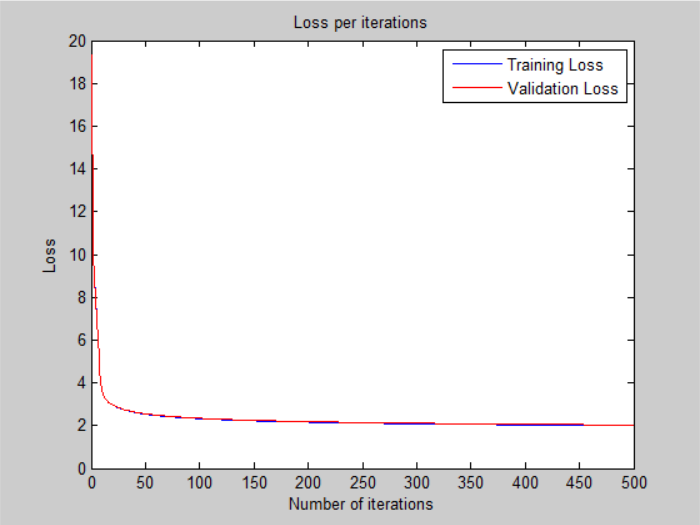 Loss per iterations
Training Loss
Validation Loss
20
18
16
14
12
10
8
6
4
2
0
Loss
0 50 100 150 200 250 300 350 400 450 500
Number of iterations